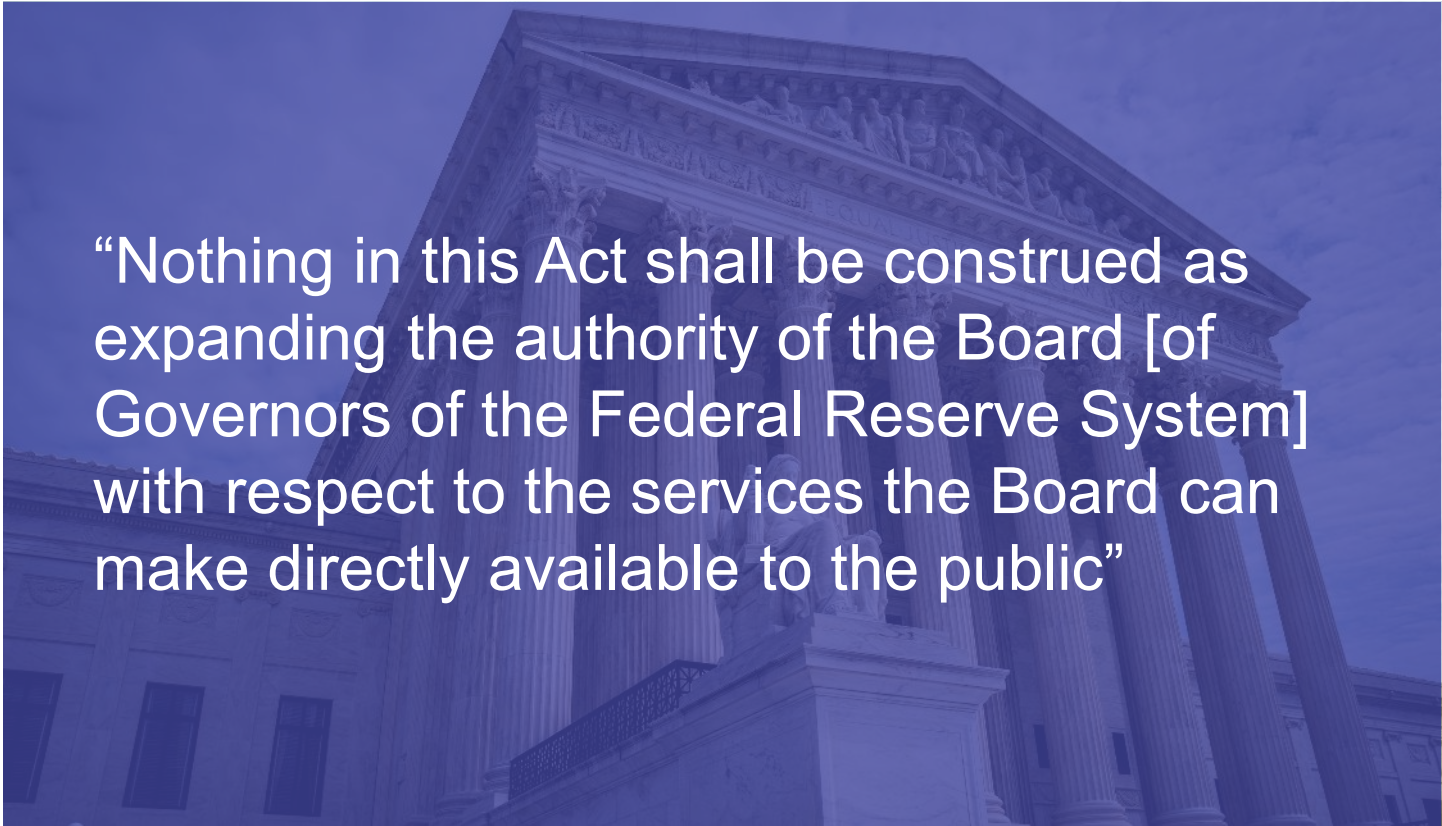 “Nothing in this Act shall be construed as
expanding the authority of the Board [of
Governors of the Federal Reserve System]
with respect to the services the Board can
make directly available to the public”